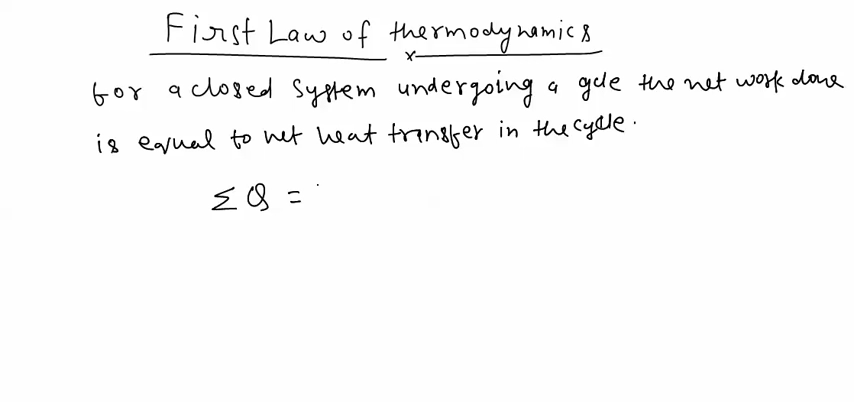 First Law of thermodynamics
for a closed system undergoing a cycle the net work done
is equal to net heat transfer in the cycle.
Σ Q =